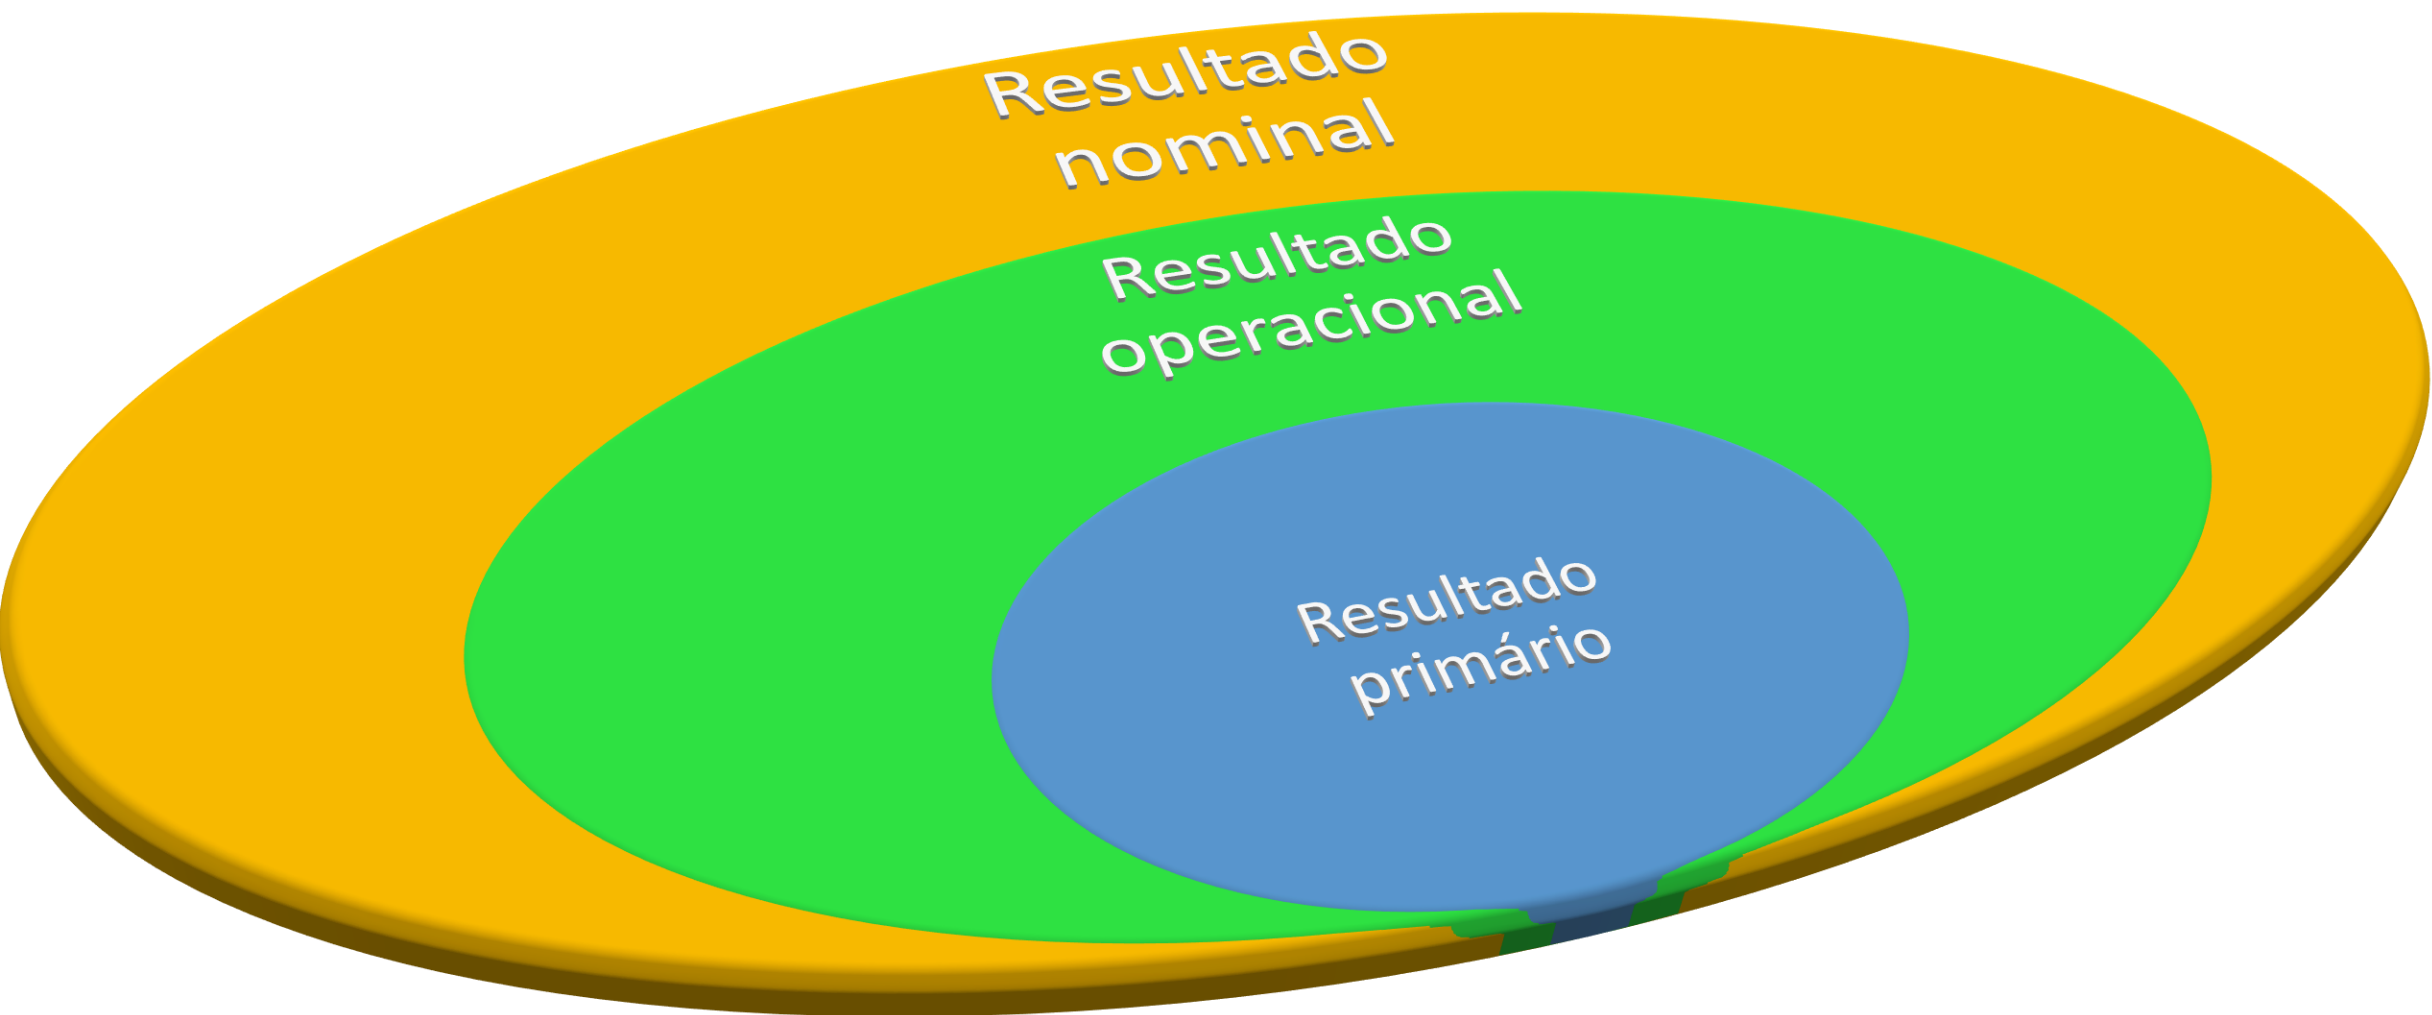 Resultado
nominal
Resultado
operacional
Resultado
primário